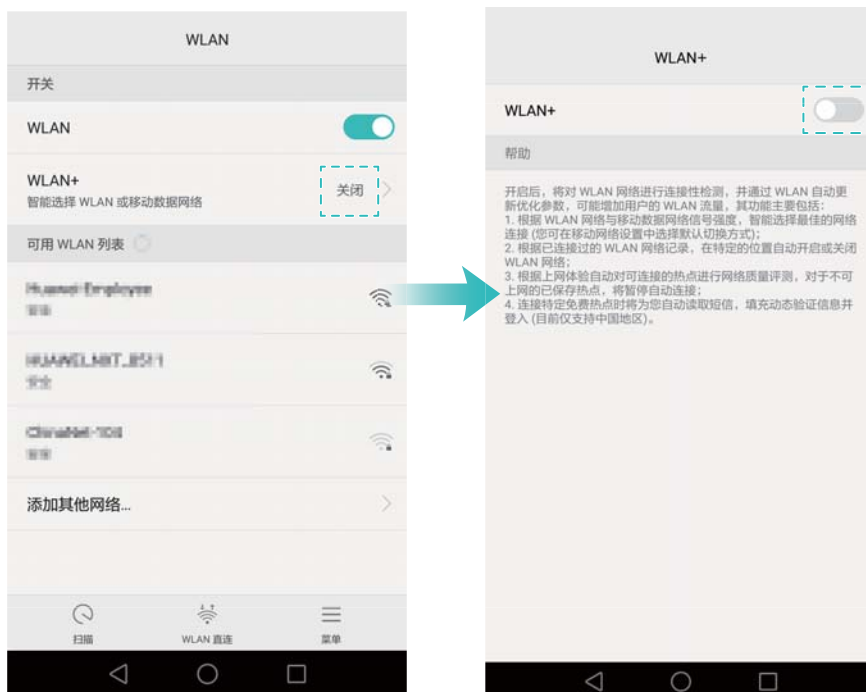 WLAN
开关
WLAN
WLAN+
智能选择 WLAN 或移动数据网络
关闭
可用 WLAN 列表
添加其他网络...
扫描
WLAN 直连
菜单
WLAN+
WLAN+
帮助
开启后，将对 WLAN 网络进行连接性检测，并通过 WLAN 自动更
新优化参数，可能增加用户的 WLAN 流量，其功能主要包括：
1. 根据 WLAN 网络与移动数据网络信号强度，智能选择最佳的网络
连接 (您可在移动网络设置中选择默认切换方式)；
2. 根据已连接过的 WLAN 网络记录，在特定的位置自动开启或关闭
WLAN 网络；
3. 根据上网体验自动对可连接的热点进行网络质量评测，对于不可
上网的已保存热点，将暂停自动连接；
4. 连接特定免费热点时将为您自动读取短信，填充动态验证信息并
登入 (目前仅支持中国地区)。